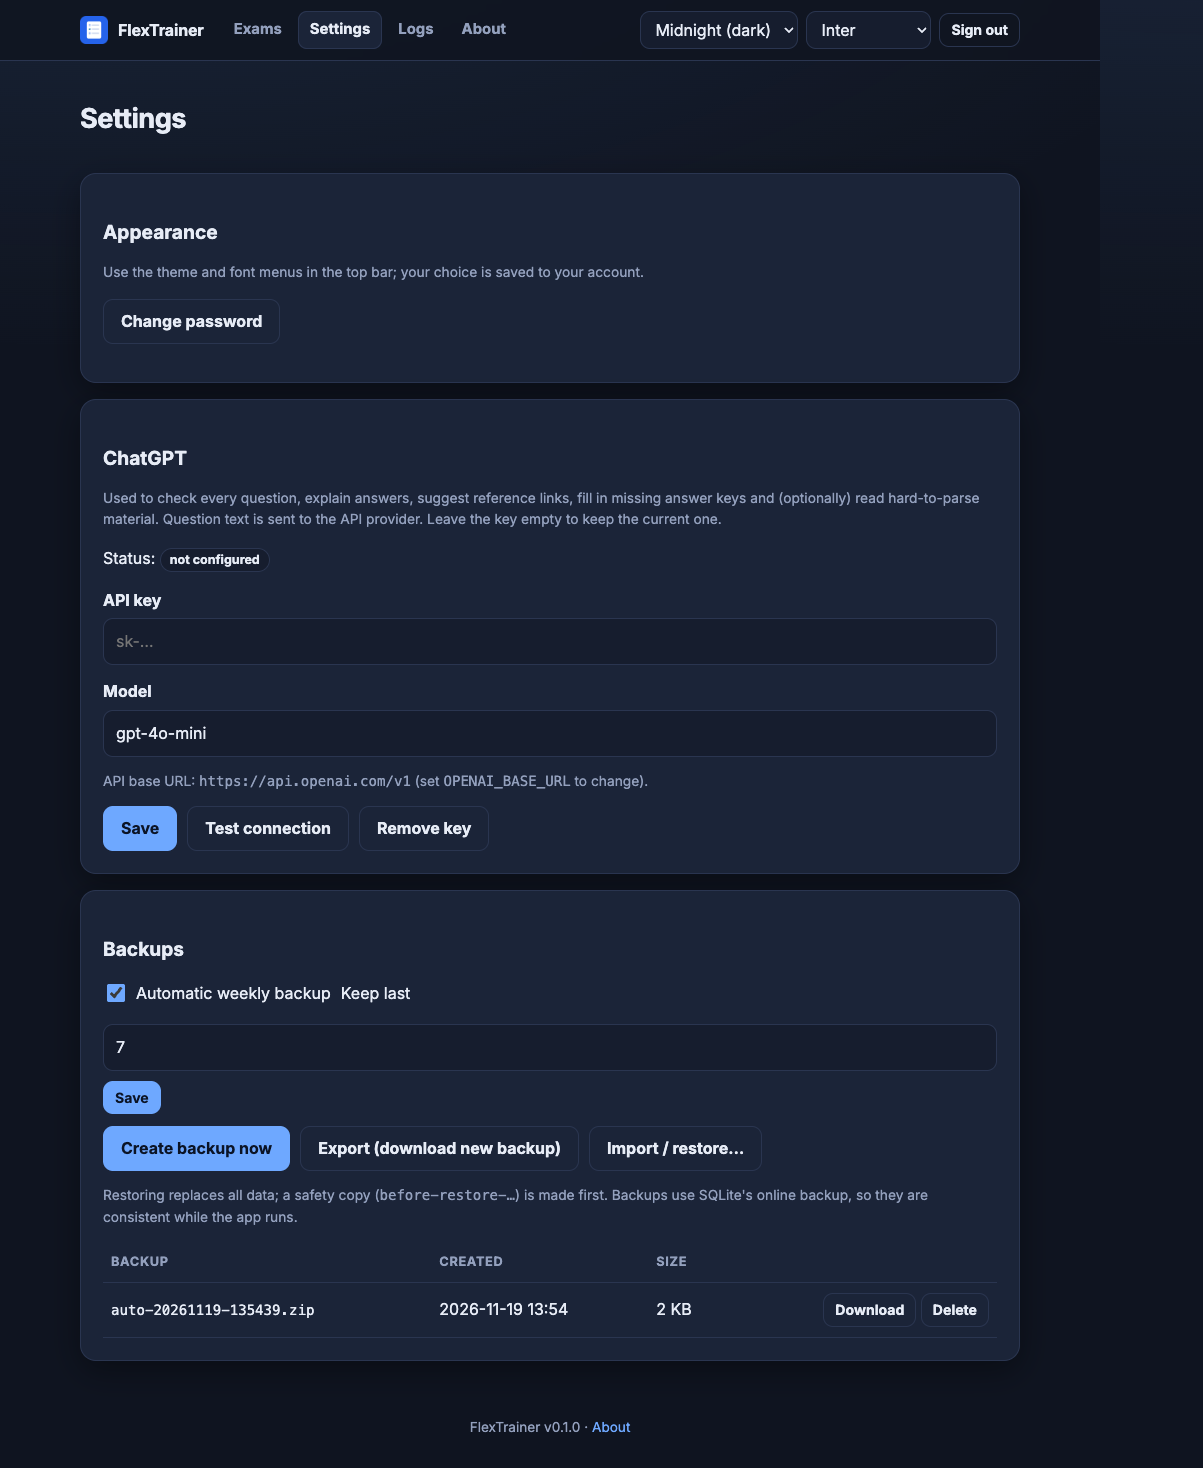 FlexTrainer Exams Settings Logs About Midnight (dark) Inter Sign out
Settings
Appearance
Use the theme and font menus in the top bar; your choice is saved to your account.
Change password
ChatGPT
Used to check every question, explain answers, suggest reference links, fill in missing answer keys and (optionally) read hard-to-parse
material. Question text is sent to the API provider. Leave the key empty to keep the current one.
Status: not configured
API key
sk-...
Model
gpt-4o-mini
API base URL: https://api.openai.com/v1 (set OPENAI_BASE_URL to change).
Save Test connection Remove key
Backups
Automatic weekly backup Keep last
7
Save
Create backup now Export (download new backup) Import / restore...
Restoring replaces all data; a safety copy (before-restore-…) is made first. Backups use SQLite's online backup, so they are
consistent while the app runs.
BACKUP CREATED SIZE
auto-20261119-135439.zip 2026-11-19 13:54 2 KB Download Delete
FlexTrainer v0.1.0 · About